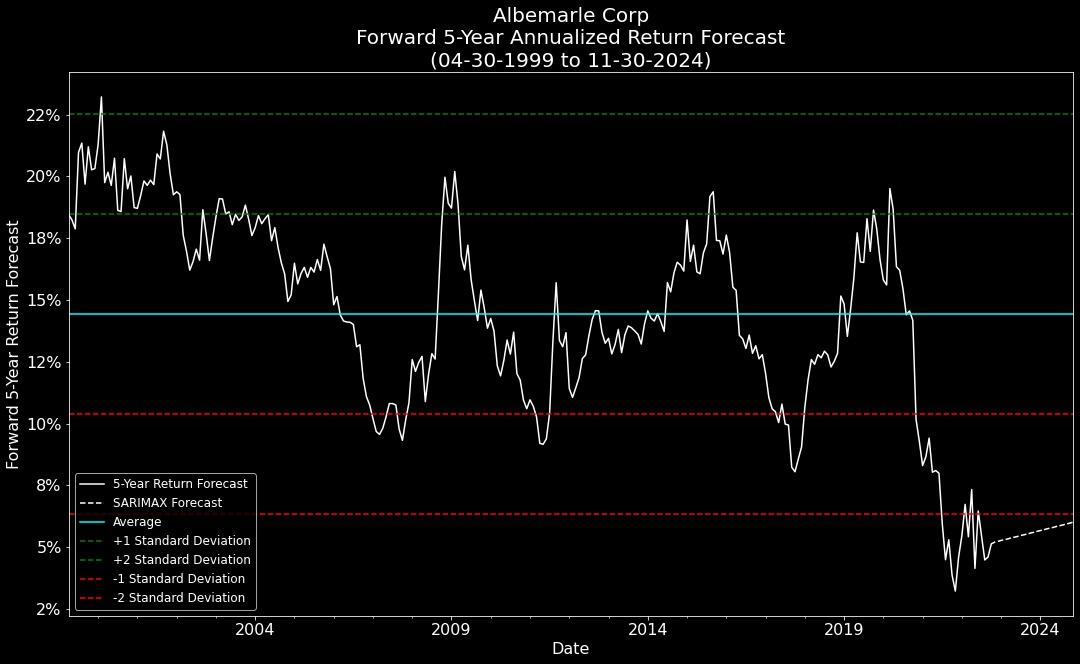 Albemarle Corp
Forward 5-Year Annualized Return Forecast
(04-30-1999 to 11-30-2024)
Forward 5-Year Return Forecast
22%
20%
18%
15%
12%
10%
8%
5%
2%
5-Year Return Forecast
SARIMAX Forecast
Average
+1 Standard Deviation
+2 Standard Deviation
-1 Standard Deviation
-2 Standard Deviation
2004
2009
2014
2019
2024
Date